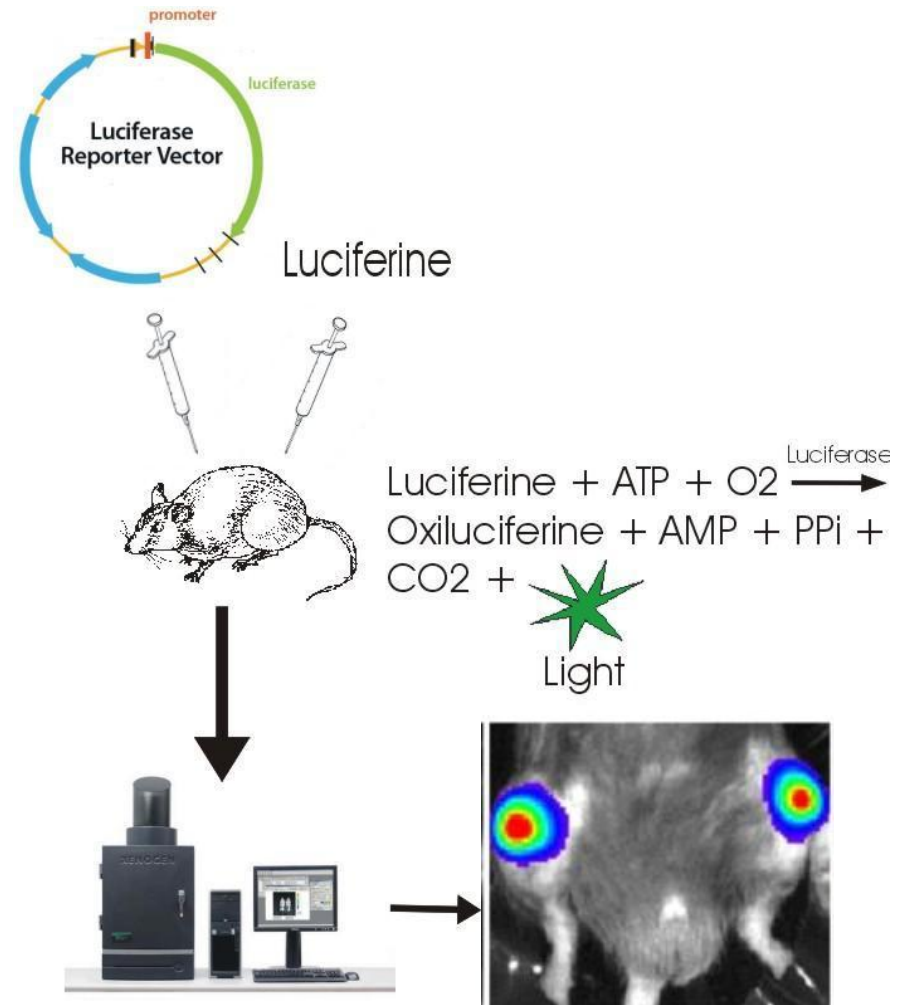 promoter
luciferase
Luciferase
Reporter Vector
Luciferine
Luciferase
Luciferine + ATP + O2
Oxiluciferine + AMP + PPi +
CO2 +
Light
XENOGEN